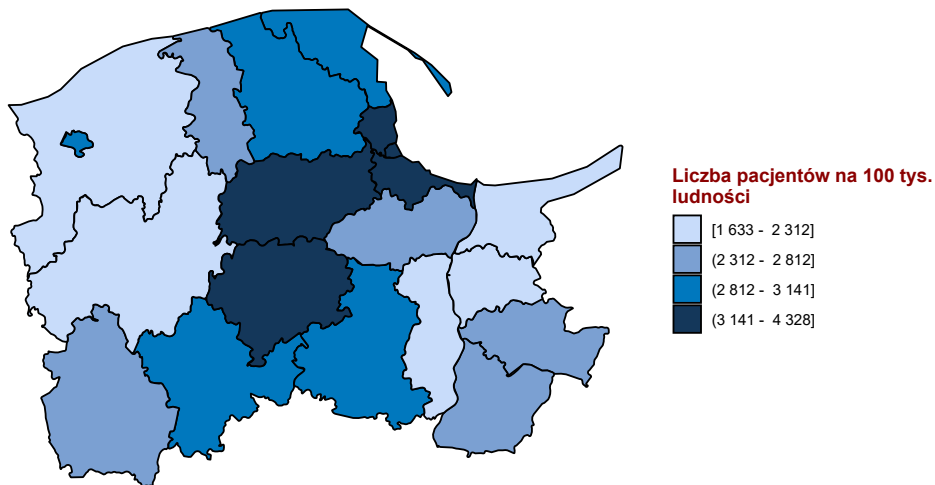 Liczba pacjentów na 100 tys.
ludności
[1 633 - 2 312]
(2 312 - 2 812]
(2 812 - 3 141]
(3 141 - 4 328]